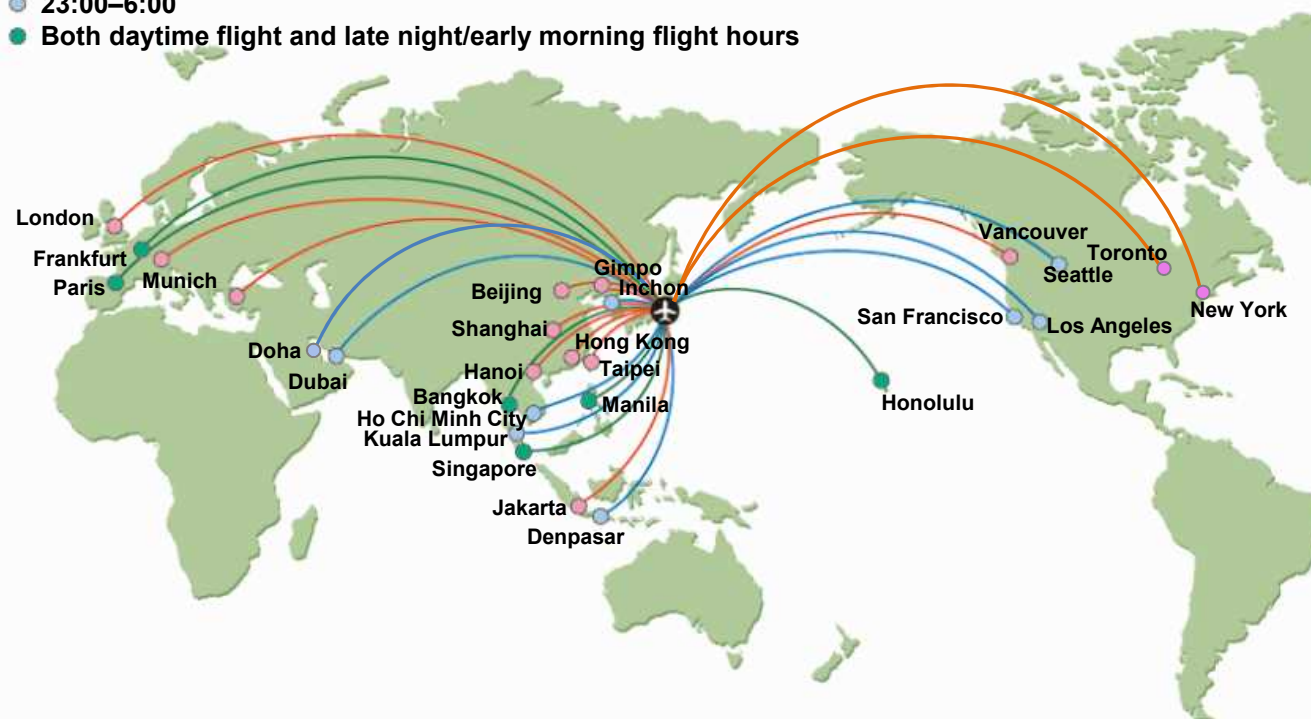 23:00–6:00
Both daytime flight and late night/early morning flight hours
London
Frankfurt
Paris
Munich
Doha
Dubai
Beijing
Gimpo
Inchon
Shanghai
Hong Kong
Hanoi
Taipei
Bangkok
Manila
Ho Chi Minh City
Kuala Lumpur
Singapore
Jakarta
Denpasar
Vancouver
Toronto
Seattle
New York
San Francisco
Los Angeles
Honolulu